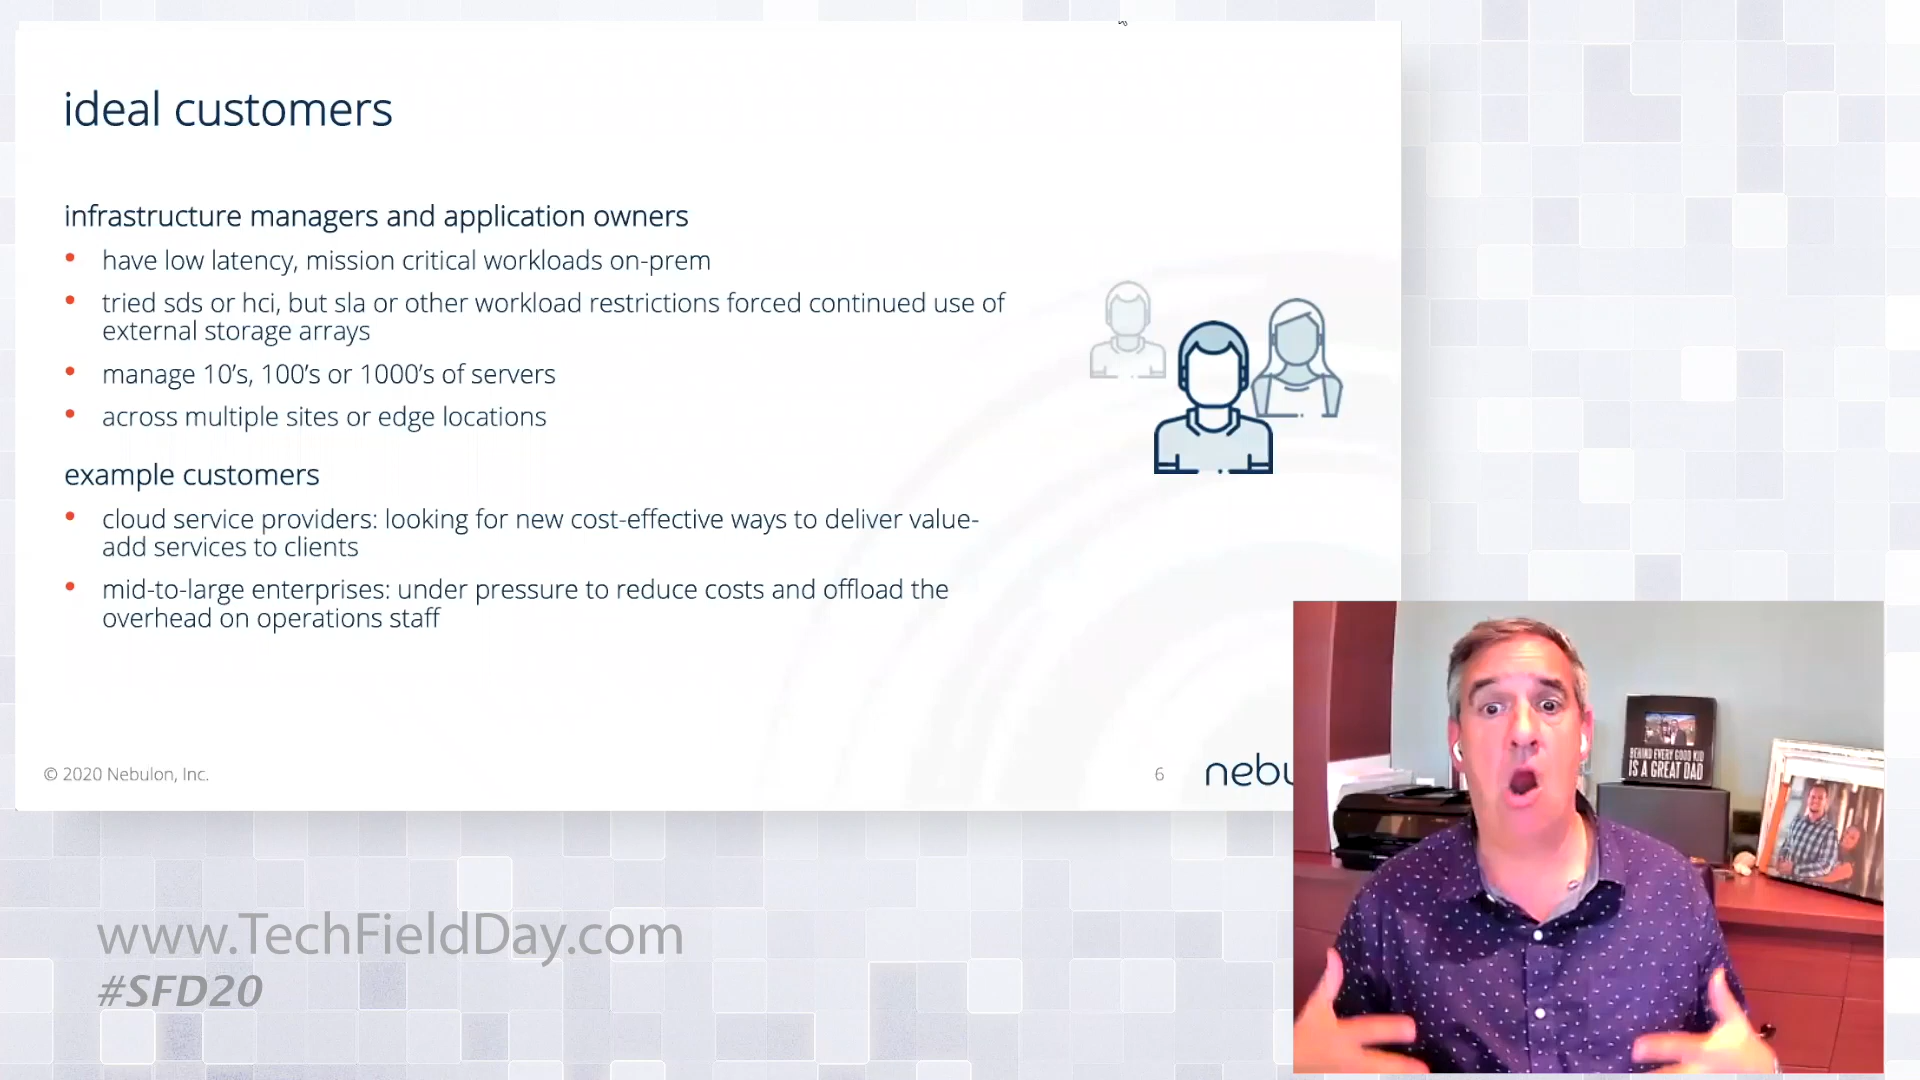 ideal customers
infrastructure managers and application owners
• have low latency, mission critical workloads on-prem
• tried sds or hci, but sla or other workload restrictions forced continued use of
external storage arrays
• manage 10's, 100's or 1000's of servers
• across multiple sites or edge locations
example customers
• cloud service providers: looking for new cost-effective ways to deliver value-
add services to clients
• mid-to-large enterprises: under pressure to reduce costs and offload the
overhead on operations staff
© 2020 Nebulon, Inc.
6
nebu
BEHIND EVERY GOOD KID
IS A GREAT DAD
www.TechFieldDay.com
#SFD20